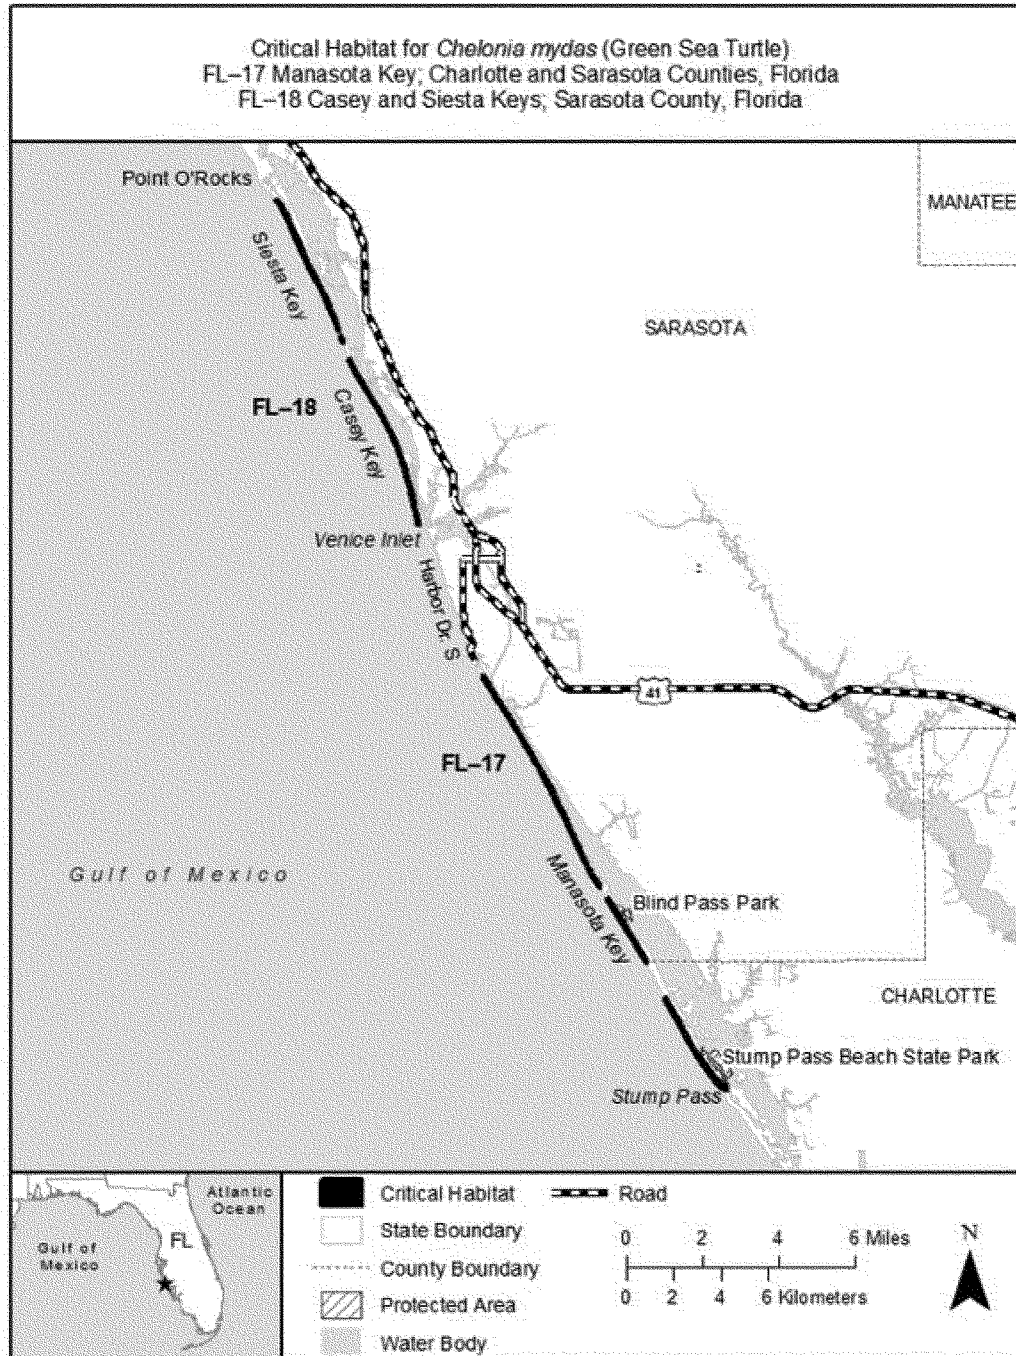 Critical Habitat for Chelonia mydas (Green Sea Turtle)
FL–17 Manasota Key; Charlotte and Sarasota Counties, Florida
FL–18 Casey and Siesta Keys; Sarasota County, Florida
Point O'Rocks
MANATEE
Siesta Key
SARASOTA
FL–18
Casey Key
Venice Inlet
Harbor Dr. S
41
FL–17
Gulf of Mexico
Manasota Key
Blind Pass Park
CHARLOTTE
Stump Pass Beach State Park
Stump Pass
Atlantic
Ocean
FL
Gulf of
Mexico
Critical Habitat
Road
State Boundary
County Boundary
Protected Area
Water Body
0 2 4 6 Miles
0 2 4 6 Kilometers
N